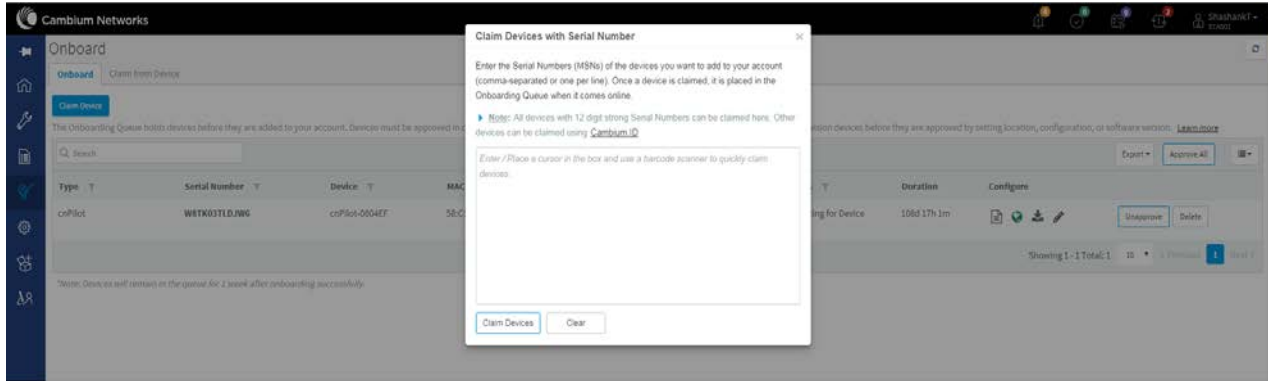 Cambium Networks
ShashankT
Onboard
Onboard Claim from Device
Claim Device
The Onboarding Queue holds devices before they are added to your account. Devices must be approved in
before they are approved by setting location, configuration, or software version. Learn more
Search
Export Approve All
Type Serial Number Device MAC Duration Configure
cnPilot W8TK03TLDJWG cnPilot-0604EF 58:C ing for Device 108d 17h 1m Unapprove Delete
Showing 1 - 1 Total: 1 10 Previous 1 Next
*Note: Devices will remain in the queue for 1 week after onboarding successfully.
Claim Devices with Serial Number
Enter the Serial Numbers (MSNs) of the devices you want to add to your account
(comma-separated or one per line). Once a device is claimed, it is placed in the
Onboarding Queue when it comes online.
Note: All devices with 12 digit strong Serial Numbers can be claimed here. Other
devices can be claimed using Cambium ID
Enter / Place a cursor in the box and use a barcode scanner to quickly claim
devices.
Claim Devices Clear